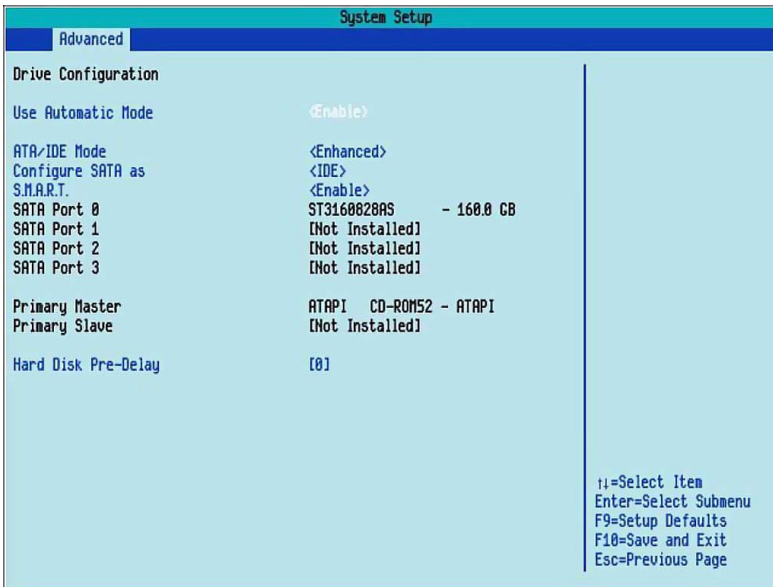 System Setup
Advanced
Drive Configuration
Use Automatic Mode <Enable>
ATA/IDE Mode <Enhanced>
Configure SATA as <IDE>
S.M.A.R.T. <Enable>
SATA Port 0 ST3160828AS - 160.0 GB
SATA Port 1 [Not Installed]
SATA Port 2 [Not Installed]
SATA Port 3 [Not Installed]
Primary Master ATAPI CD-ROM52 - ATAPI
Primary Slave [Not Installed]
Hard Disk Pre-Delay [0]
↑↓=Select Item
Enter=Select Submenu
F9=Setup Defaults
F10=Save and Exit
Esc=Previous Page